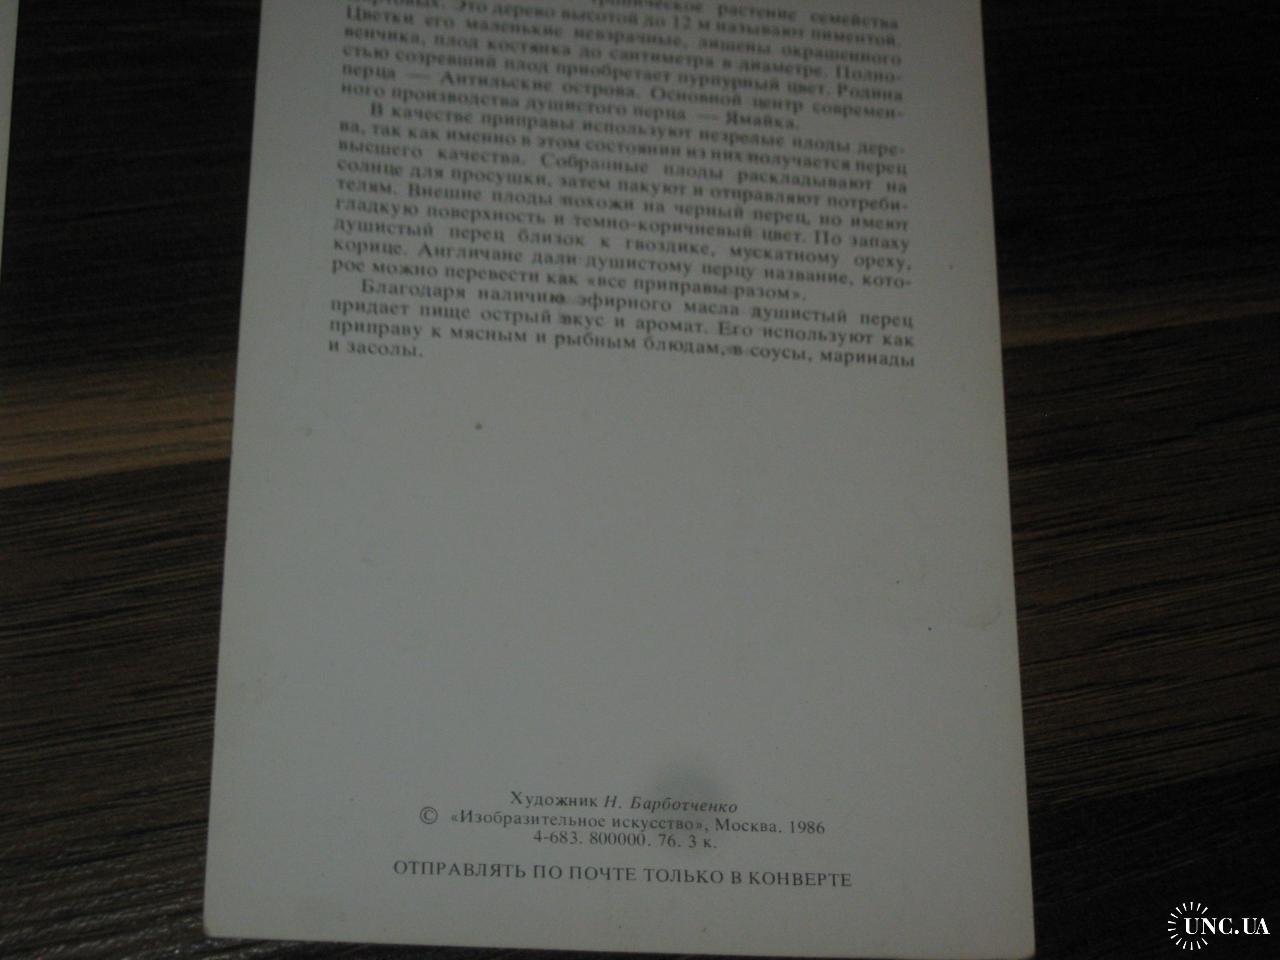 тропическое растение семейства
Это дерево высотой до 12 м называют пиментой.
Цветки его маленькие невзрачные, лишены окрашенного
венчика, плод костянка до сантиметра в диаметре. Полно-
стью созревший плод приобретает пурпурный цвет. Родина
перца — Антильские острова. Основной центр современ-
ного производства душистого перца — Ямайка.
В качестве приправы используют незрелые плоды дере-
ва, так как именно в этом состоянии из них получается перец
высшего качества. Собранные плоды раскладывают на
солнце для просушки, затем пакуют и отправляют потреби-
телям. Внешне плоды похожи на черный перец, но имеют
гладкую поверхность и темно-коричневый цвет. По запаху
душистый перец близок к гвоздике, мускатному ореху,
корице. Англичане дали душистому перцу название, кото-
рое можно перевести как «все приправы разом».
Благодаря наличию эфирного масла душистый перец
придает пище острый вкус и аромат. Его используют как
приправу к мясным и рыбным блюдам, в соусы, маринады
и засолы.
Художник Н. Барботченко
© «Изобразительное искусство», Москва. 1986
4-683. 800000. 76. 3 к.
ОТПРАВЛЯТЬ ПО ПОЧТЕ ТОЛЬКО В КОНВЕРТЕ
UNC.UA